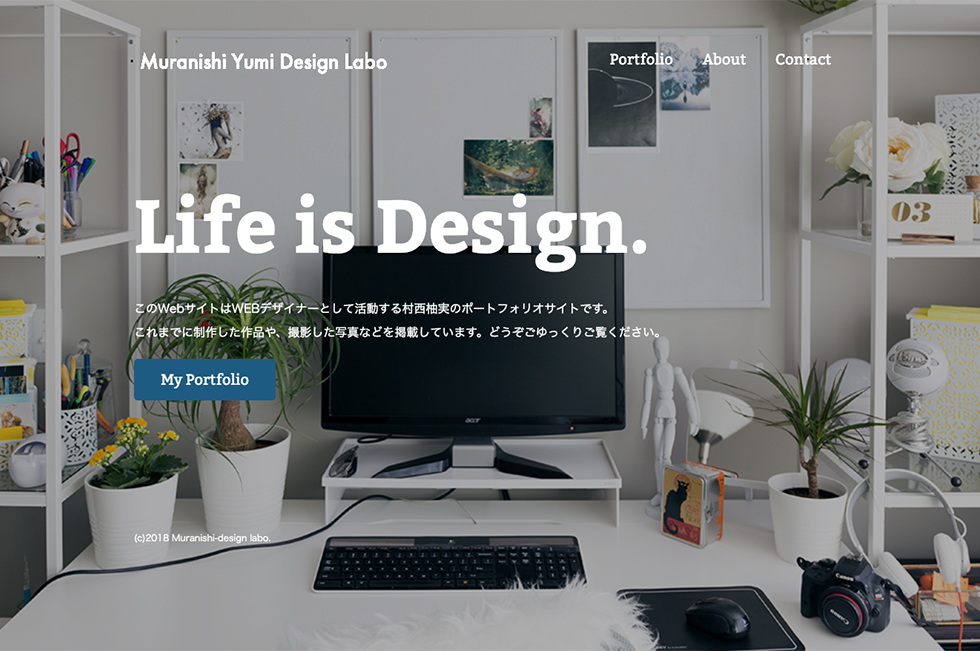 Muranishi Yumi Design Labo
Portfolio
About
Contact
Life is Design.
このWebサイトはWEBデザイナーとして活動する村西柚実のポートフォリオサイトです。
これまでに制作した作品や、撮影した写真などを掲載しています。どうぞごゆっくりご覧ください。
My Portfolio
(c)2018 Muranishi-design labo.
03
acer
Canon
Canon